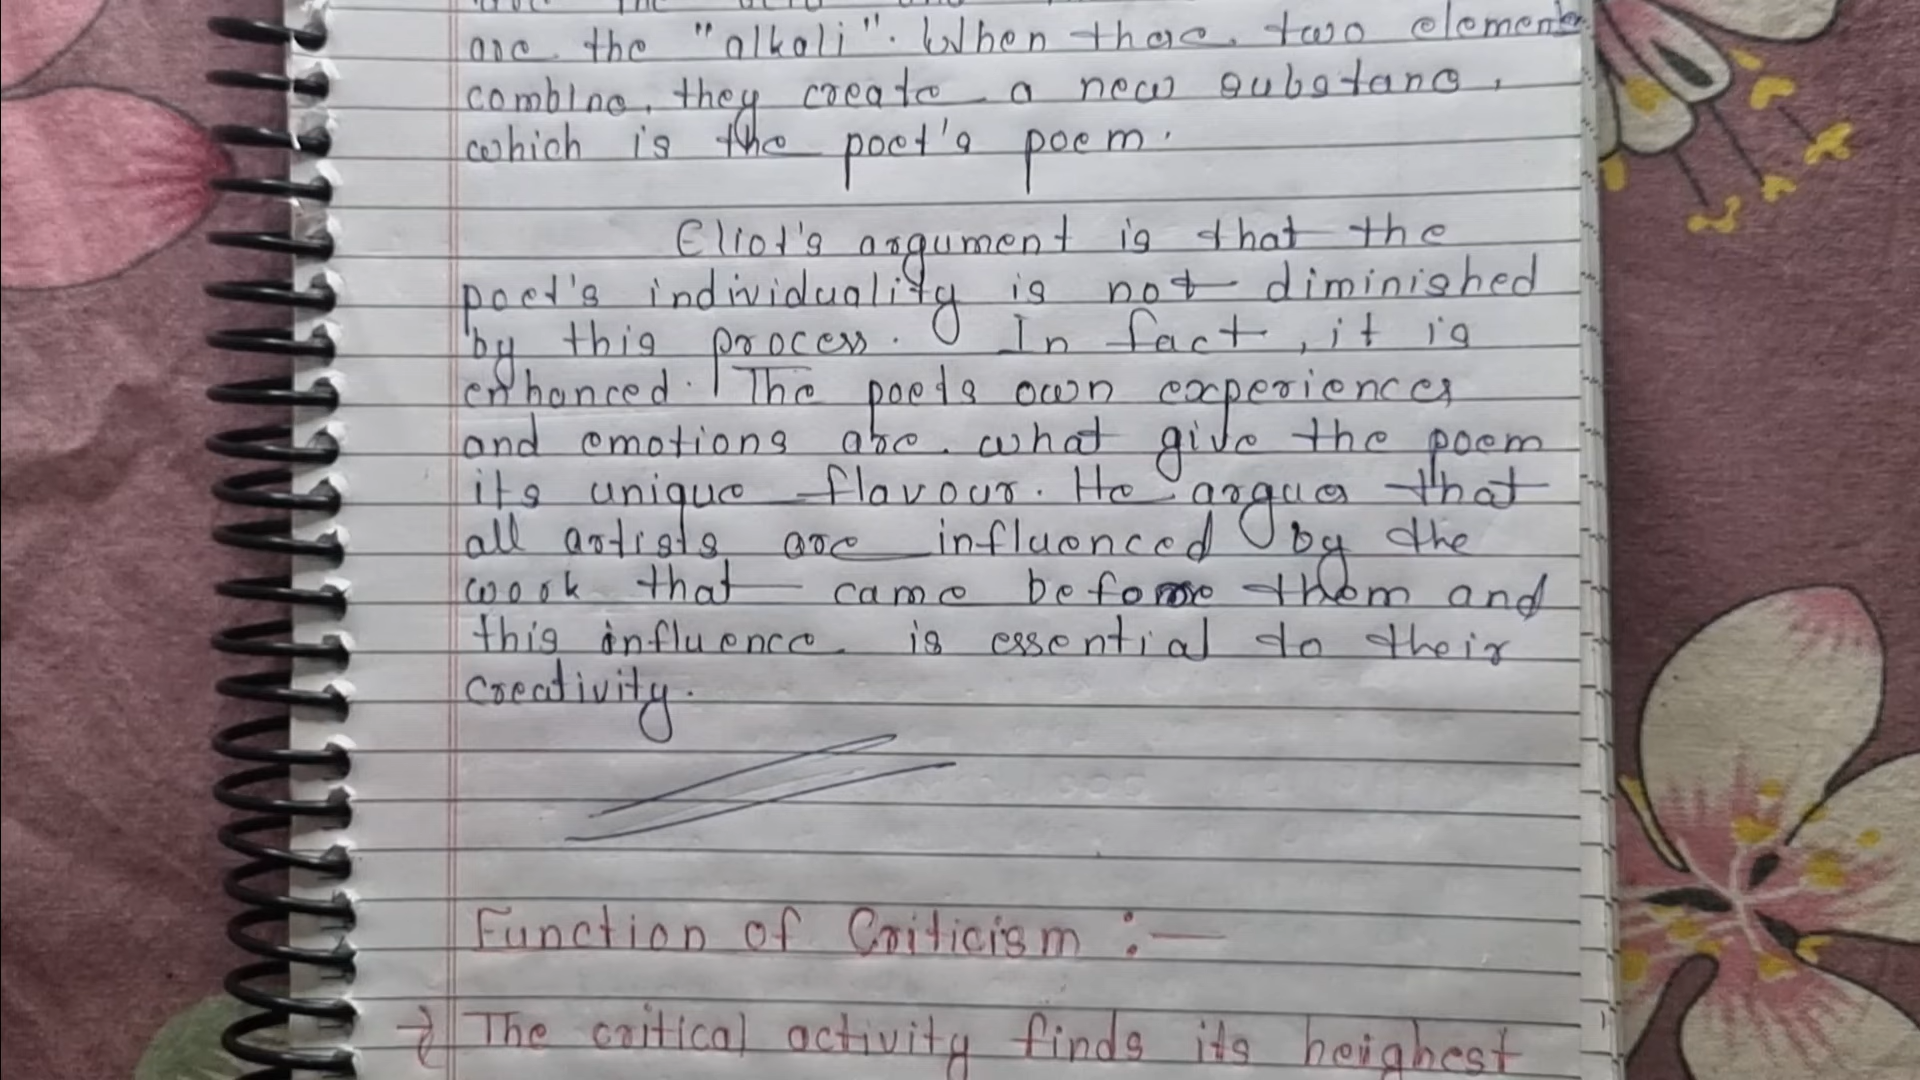 are the "alkali". When these two elements
combine, they create a new substanc,
which is the poet's poem.
Eliot's argument is that the
poet's individuality is not diminished
by this process. In fact, it is
enhanced. The poets own experiences
and emotions are what give the poem
its unique flavour. He argues that
all artists are influenced by the
work that came before them and
this influence is essential to their
creativity.
Function of Criticism :—
→ The critical activity finds its heighest